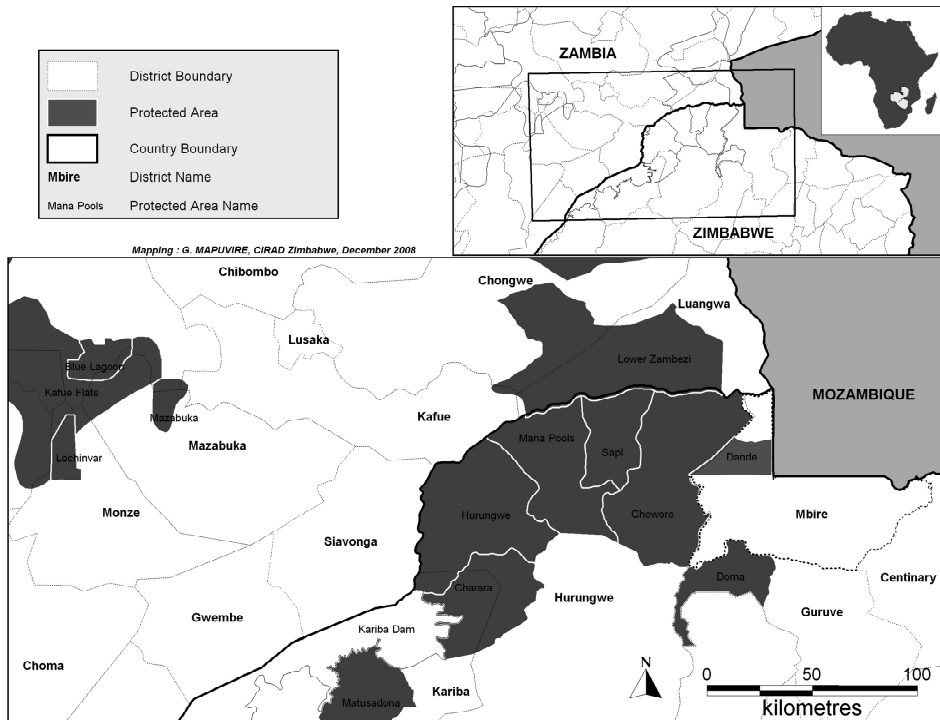 District Boundary
Protected Area
Country Boundary
Mbire District Name
Mana Pools Protected Area Name
Mapping : G. MAPUVIRE, CIRAD Zimbabwe, December 2008
ZAMBIA
ZIMBABWE
Chibombo
Chongwe
Luangwa
Lusaka
Lower Zambezi
Blue Lagoon
Kafue Flats
MOZAMBIQUE
Mazabuka
Kafue
Mazabuka
Mana Pools
Sapi
Dande
Lochinvar
Monze
Hurungwe
Chewore
Mbire
Siavonga
Doma
Centinary
Charara
Hurungwe
Gwembe
Guruve
Kariba Dam
Choma
Kariba
Matusadona
N
0 50 100
kilometres